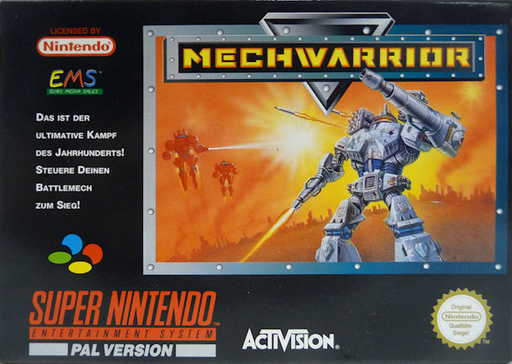 LICENSED BY
Nintendo
EMS
EURO MEDIA SALES
MECHWARRIOR
DAS IST DER
ULTIMATIVE KAMPF
DES JAHRHUNDERTS!
STEUERE DEINEN
BATTLEMECH
ZUM SIEG!
SUPER NINTENDO
ENTERTAINMENT SYSTEM
PAL VERSION
ACTIVISION.
Original
Nintendo
Qualitäts-
Siegel
TM